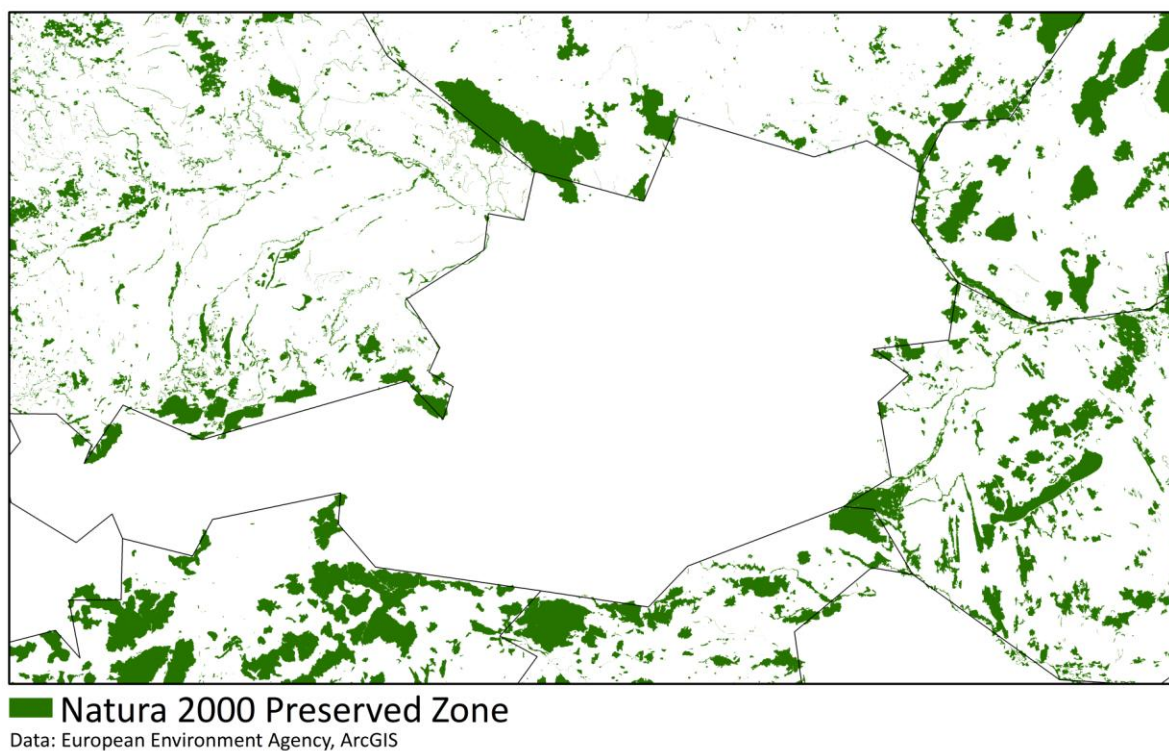 Natura 2000 Preserved Zone
Data: European Environment Agency, ArcGIS